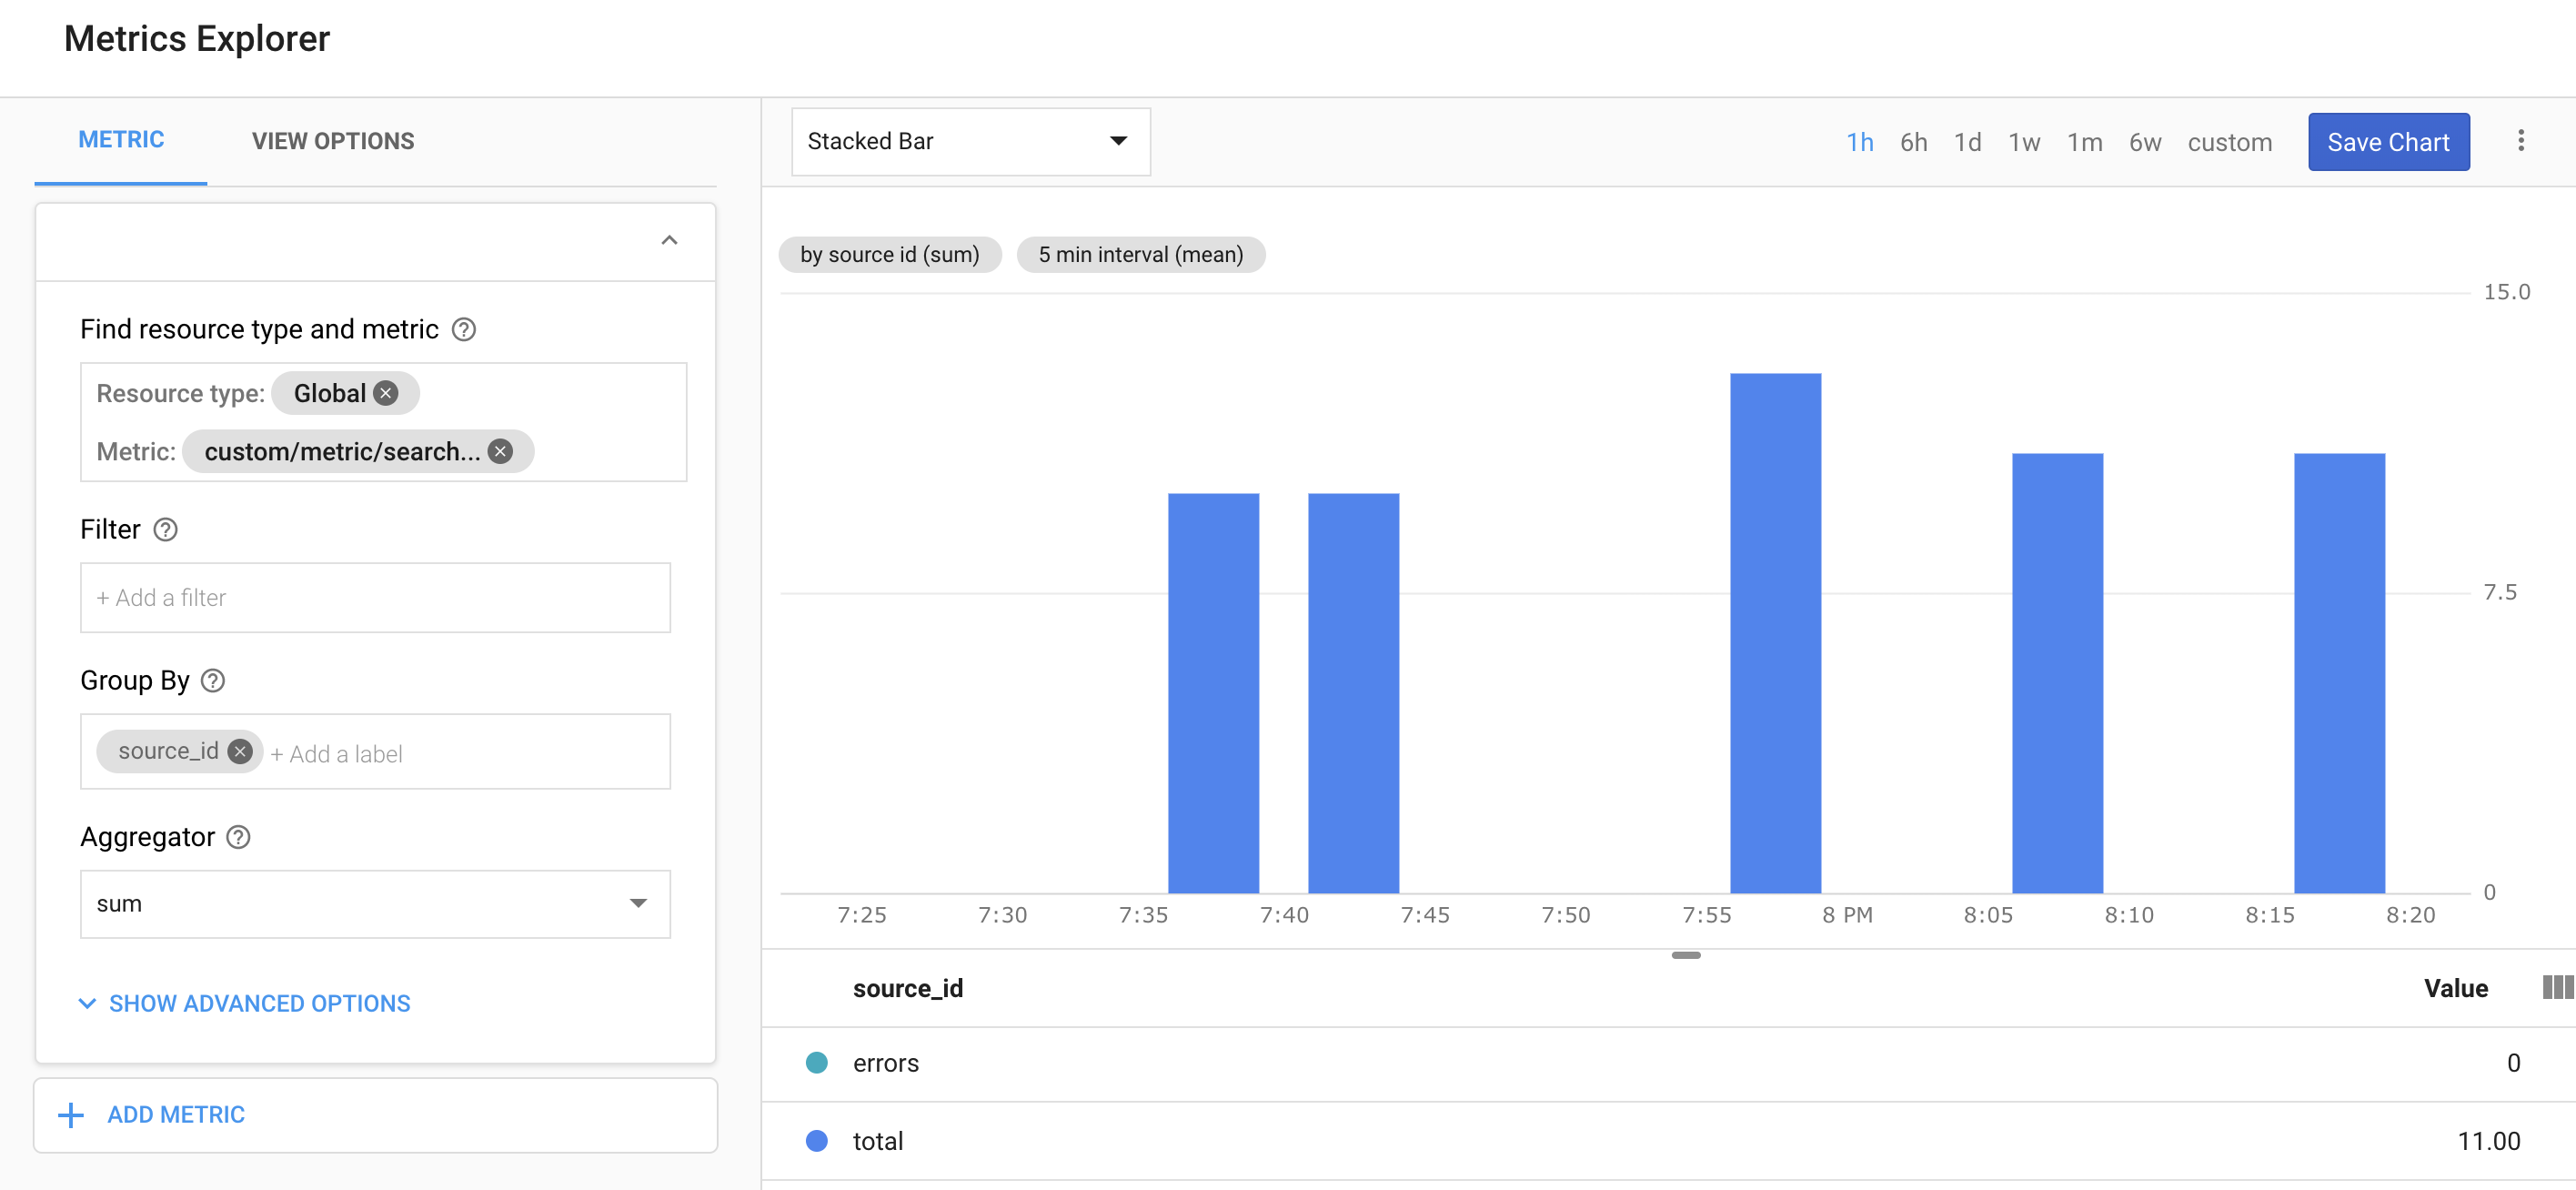 Metrics Explorer
METRIC VIEW OPTIONS
Find resource type and metric ?
Resource type: Global
Metric: custom/metric/search...
Filter ?
+ Add a filter
Group By ?
source_id + Add a label
Aggregator ?
sum
SHOW ADVANCED OPTIONS
+ ADD METRIC
Stacked Bar 1h 6h 1d 1w 1m 6w custom Save Chart
by source id (sum) 5 min interval (mean)
15.0
7.5
0
7:25 7:30 7:35 7:40 7:45 7:50 7:55 8 PM 8:05 8:10 8:15 8:20
source_id Value
errors 0
total 11.00